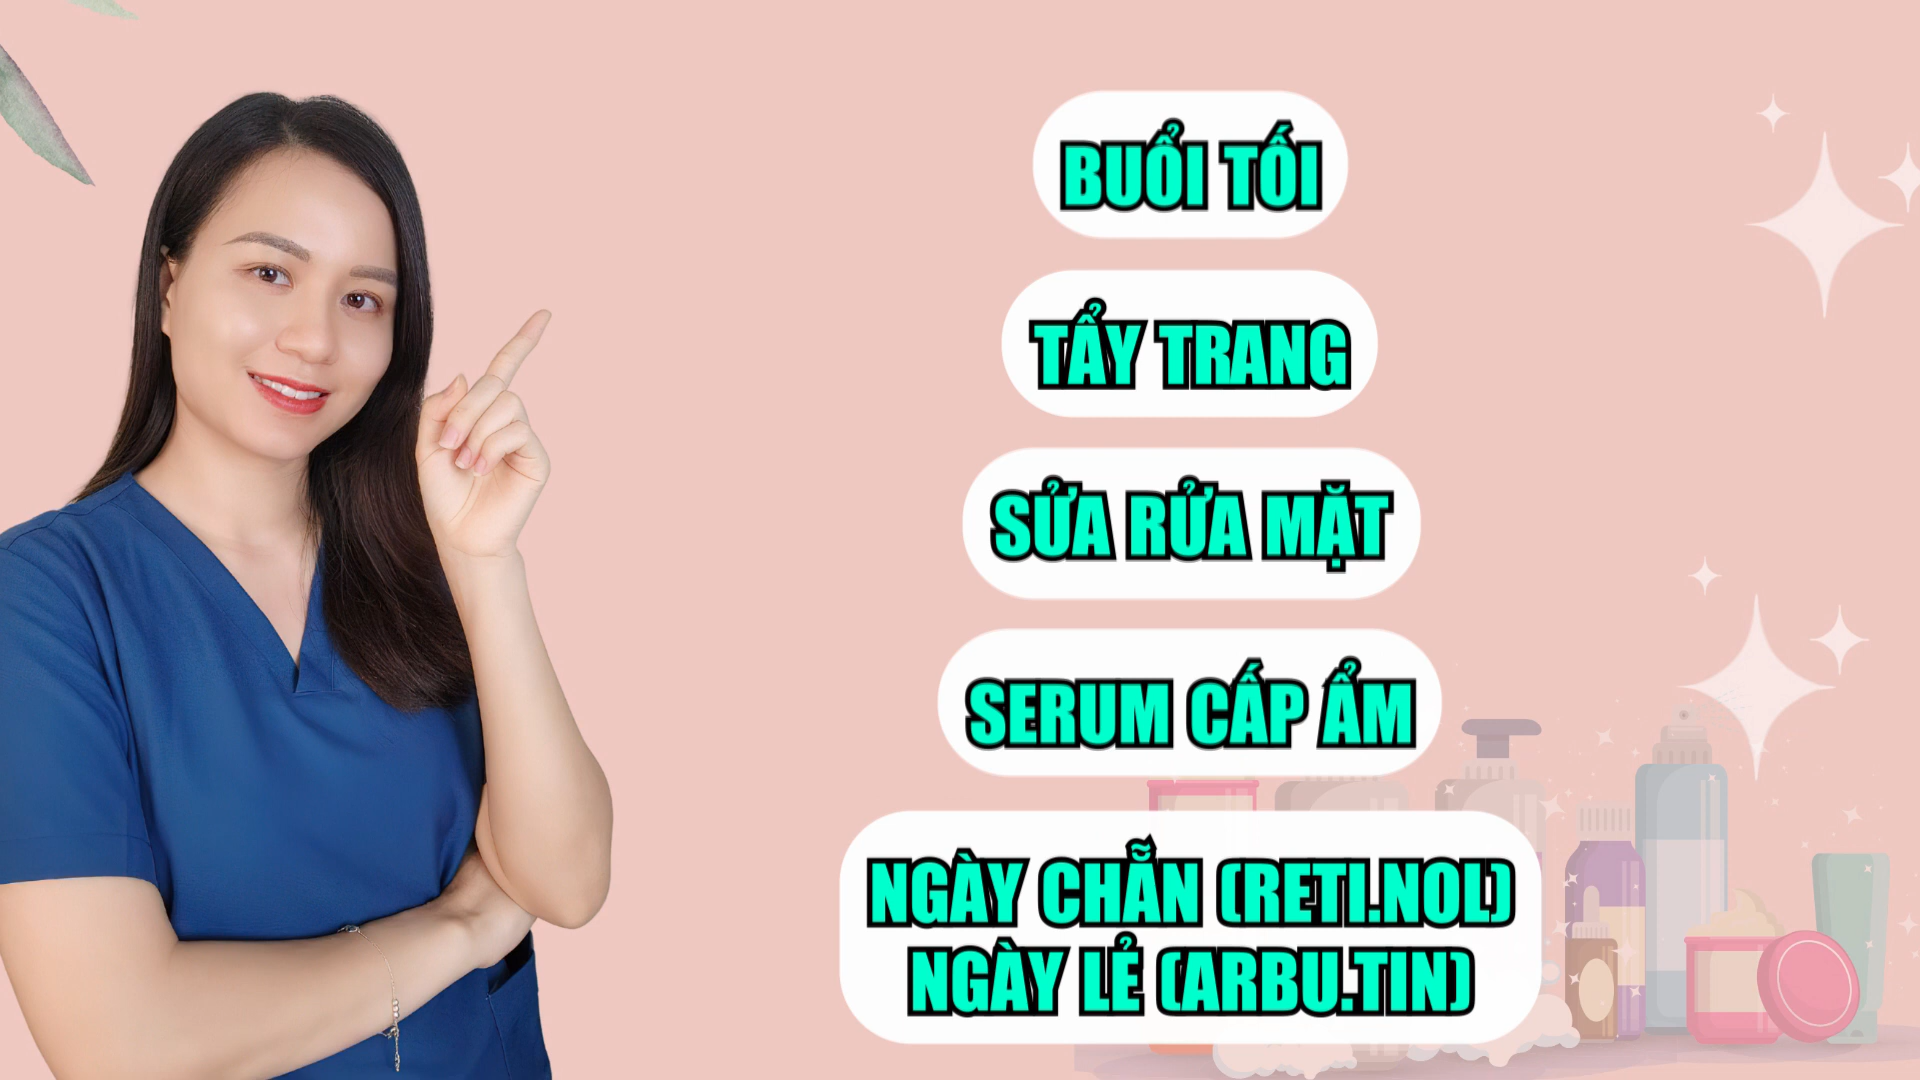 BUỔI TỐI
TẨY TRANG
SỬA RỬA MẶT
SERUM CẤP ẨM
NGÀY CHẴN (RETI.NOL)
NGÀY LẺ (ARBU.TIN)